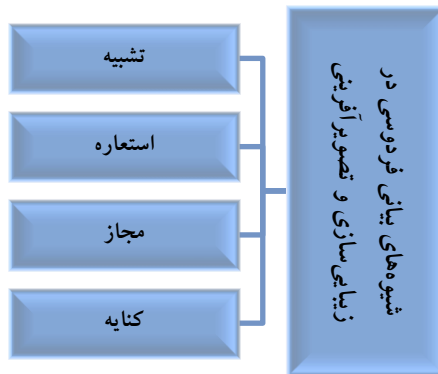 شیوه‌های بیانی فردوسی در
زیبایی‌سازی و تصویرآفرینی
تشبیه
استعاره
مجاز
کنایه